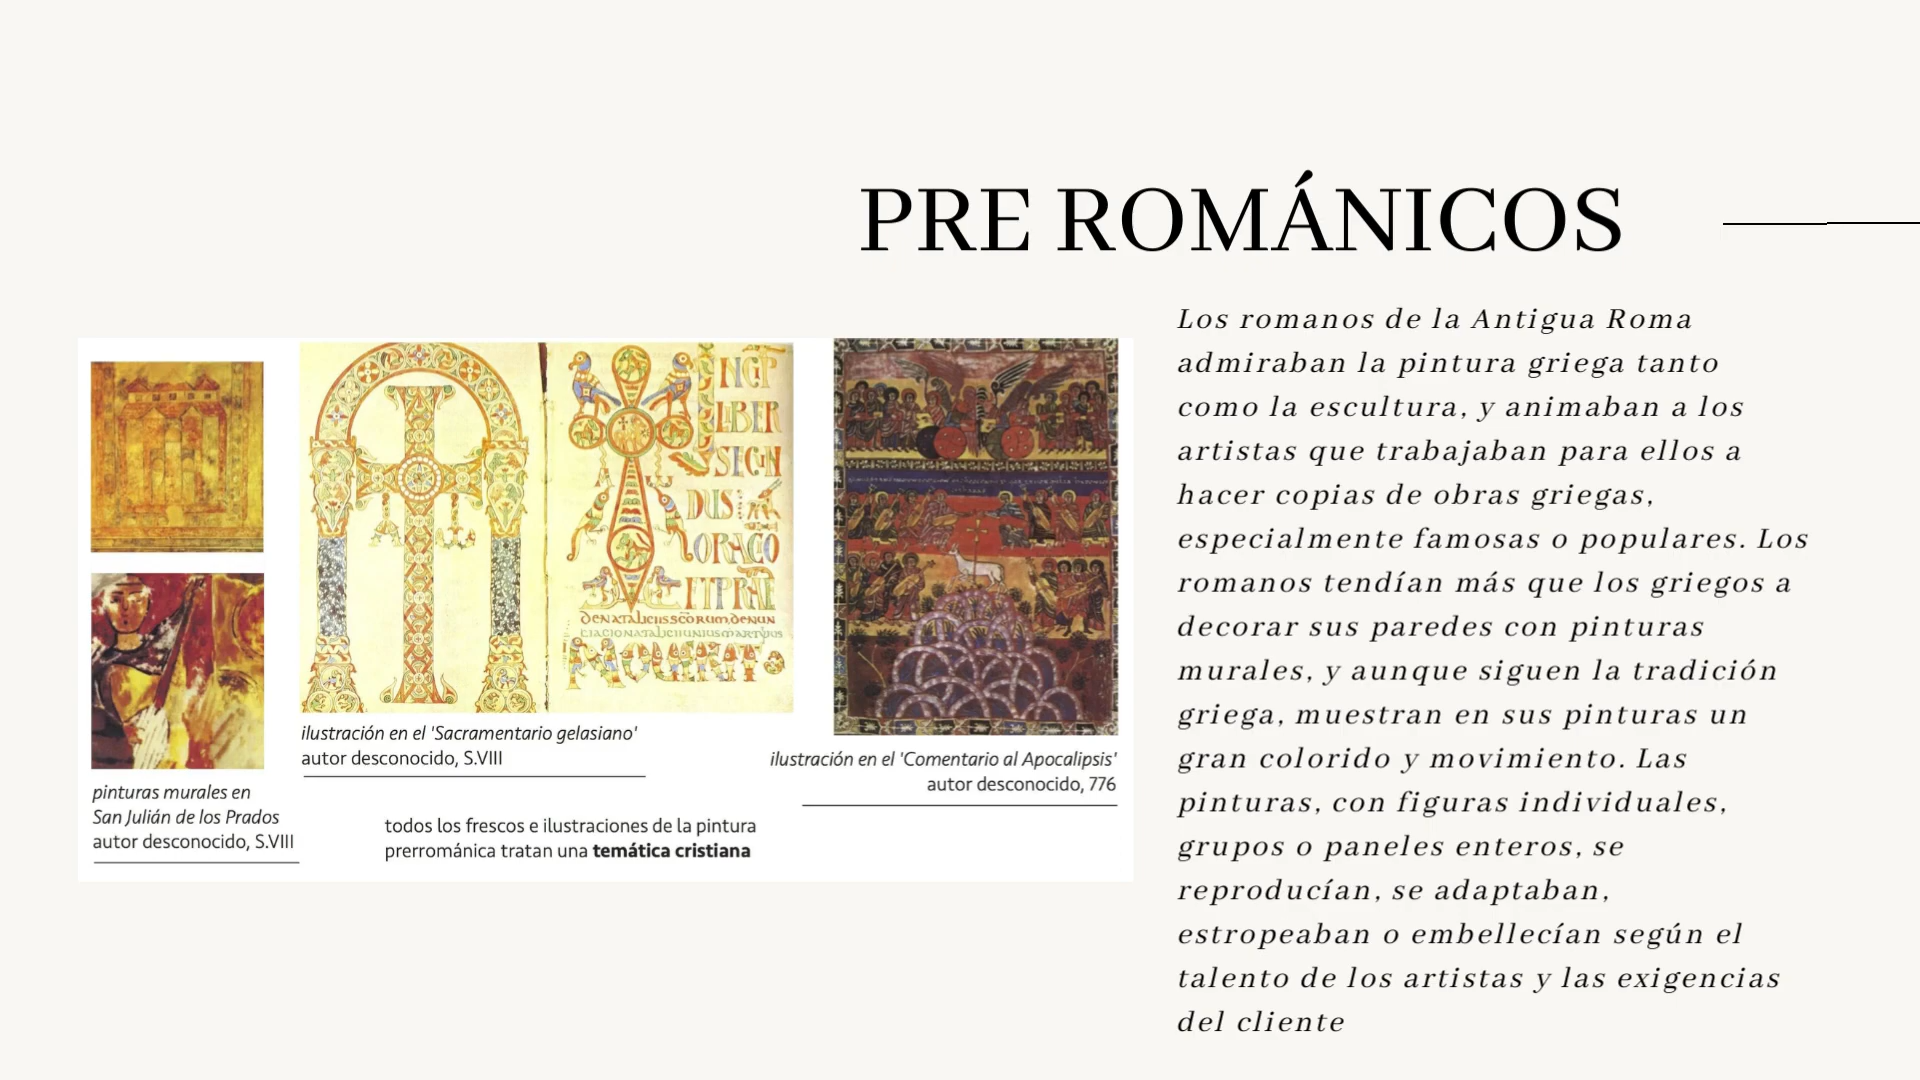 PRE ROMÁNICOS
Los romanos de la Antigua Roma
admiraban la pintura griega tanto
como la escultura, y animaban a los
artistas que trabajaban para ellos a
hacer copias de obras griegas,
especialmente famosas o populares. Los
romanos tendían más que los griegos a
decorar sus paredes con pinturas
murales, y aunque siguen la tradición
griega, muestran en sus pinturas un
gran colorido y movimiento. Las
pinturas, con figuras individuales,
grupos o paneles enteros, se
reproducían, se adaptaban,
estropeaban o embellecían según el
talento de los artistas y las exigencias
del cliente
pinturas murales en
San Julián de los Prados
autor desconocido, S.VIII
ilustración en el 'Sacramentario gelasiano'
autor desconocido, S.VIII
ilustración en el 'Comentario al Apocalipsis'
autor desconocido, 776
todos los frescos e ilustraciones de la pintura
prerrománica tratan una temática cristiana